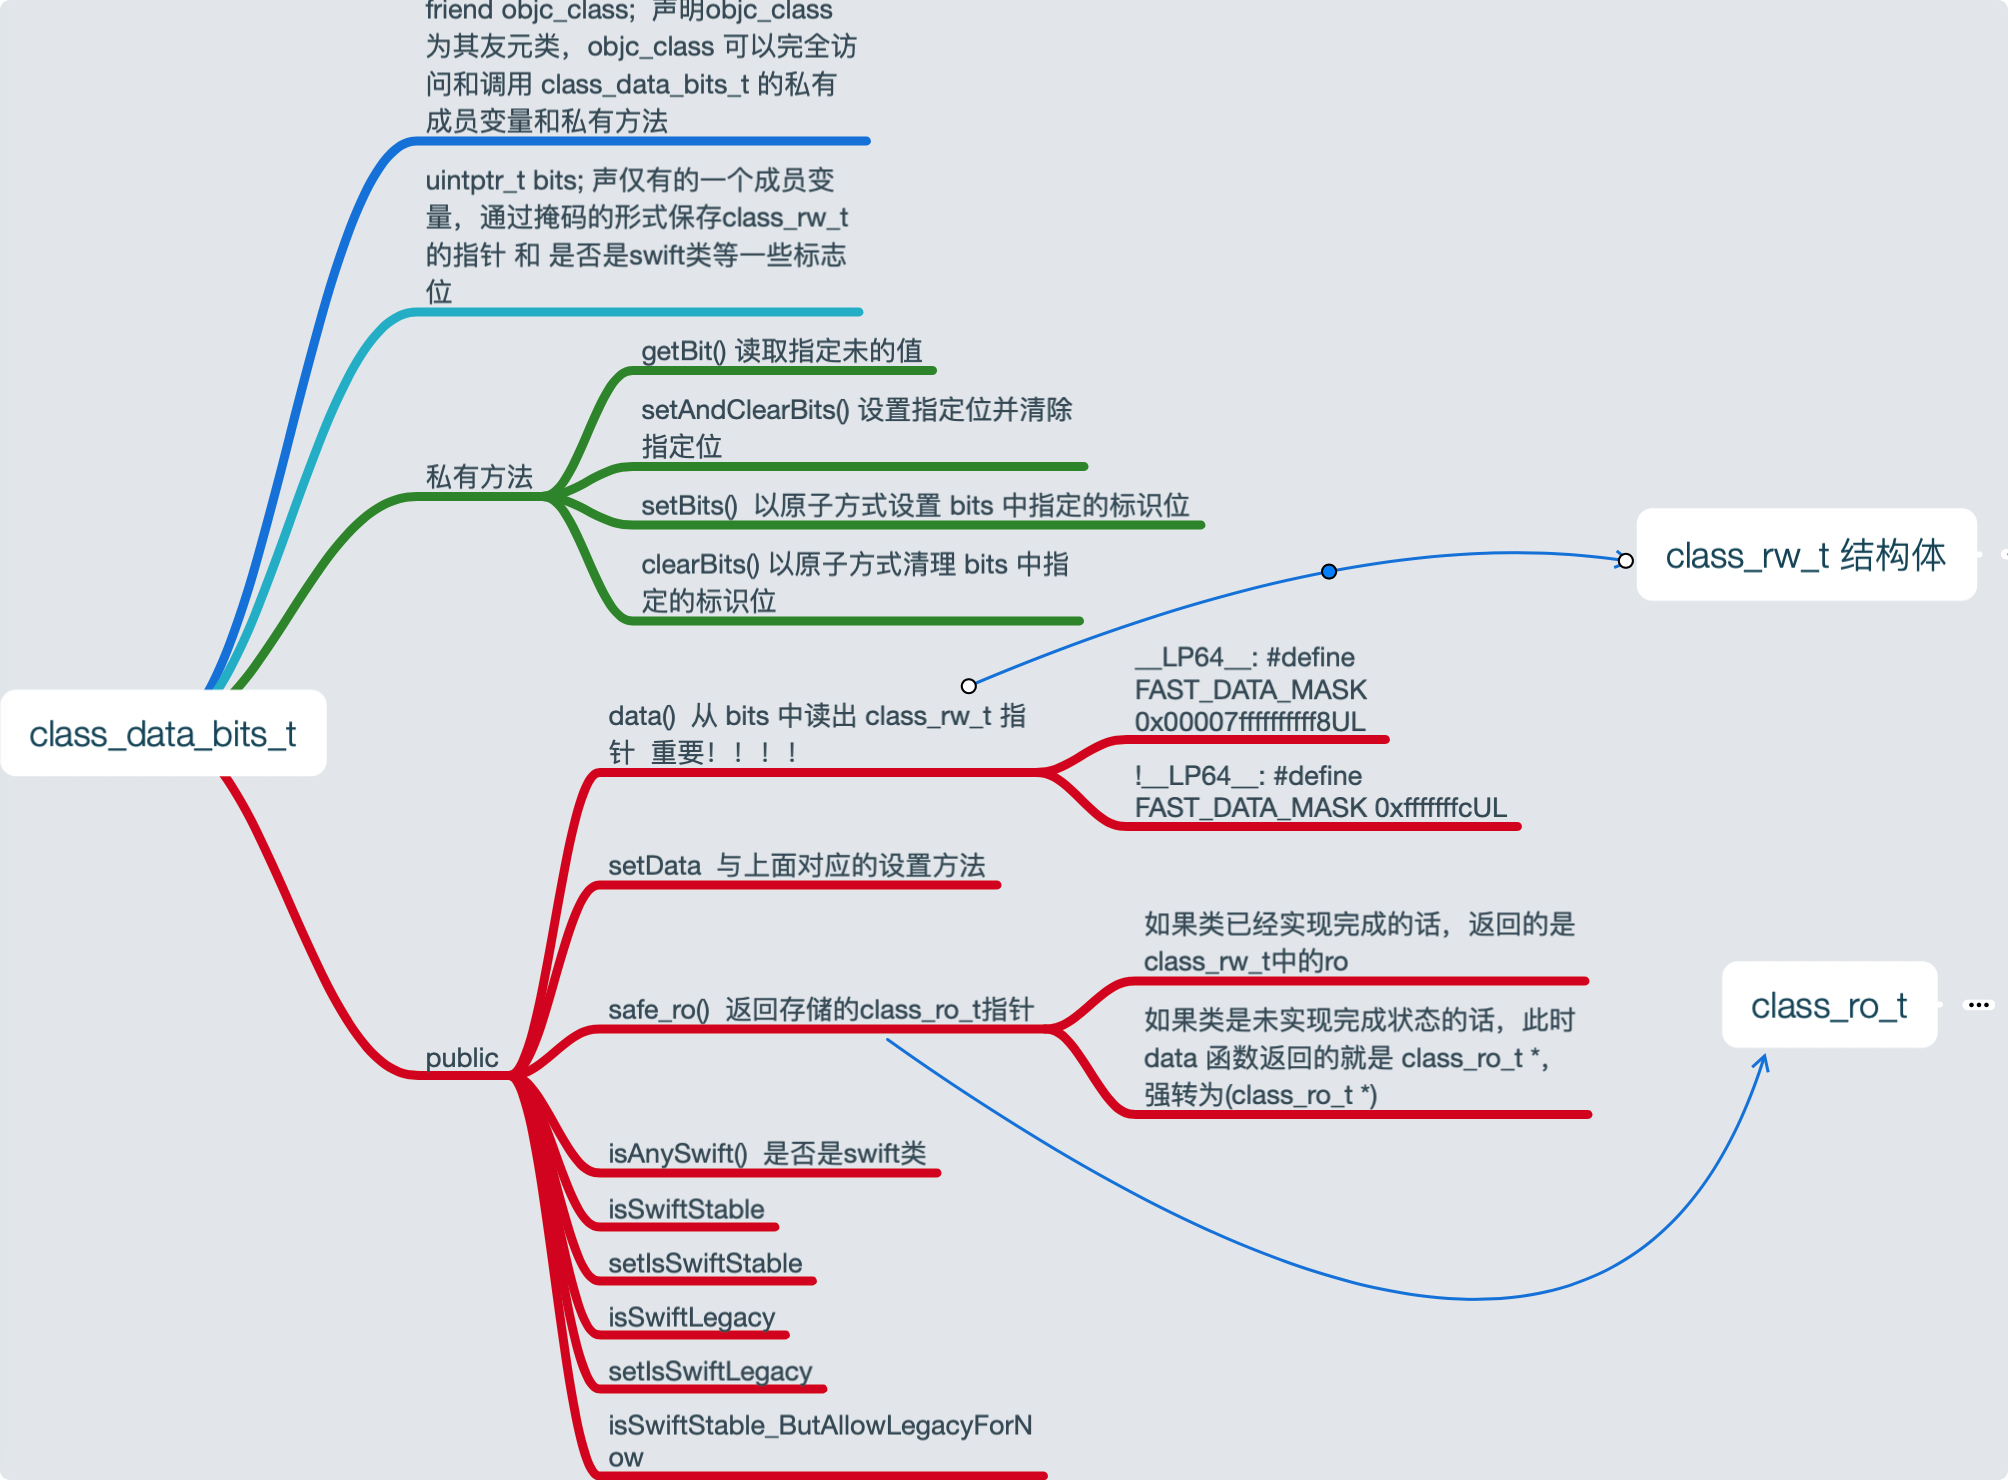 friend objc_class;  声明objc_class
为其友元类，objc_class 可以完全访
问和调用 class_data_bits_t 的私有
成员变量和私有方法
uintptr_t bits; 声仅有的一个成员变
量，通过掩码的形式保存class_rw_t
的指针 和 是否是swift类等一些标志
位
getBit() 读取指定未的值
setAndClearBits() 设置指定位并清除
指定位
私有方法
setBits()  以原子方式设置 bits 中指定的标识位
clearBits() 以原子方式清理 bits 中指
定的标识位
class_rw_t 结构体
class_data_bits_t
data()  从 bits 中读出 class_rw_t 指
针  重要！！！！
__LP64__: #define
FAST_DATA_MASK
0x00007ffffffffff8UL
!__LP64__: #define
FAST_DATA_MASK 0xfffffffcUL
setData  与上面对应的设置方法
safe_ro()  返回存储的class_ro_t指针
如果类已经实现完成的话，返回的是
class_rw_t中的ro
如果类是未实现完成状态的话，此时
data 函数返回的就是 class_ro_t *，
强转为(class_ro_t *)
class_ro_t
public
isAnySwift()  是否是swift类
isSwiftStable
setIsSwiftStable
isSwiftLegacy
setIsSwiftLegacy
isSwiftStable_ButAllowLegacyForN
ow